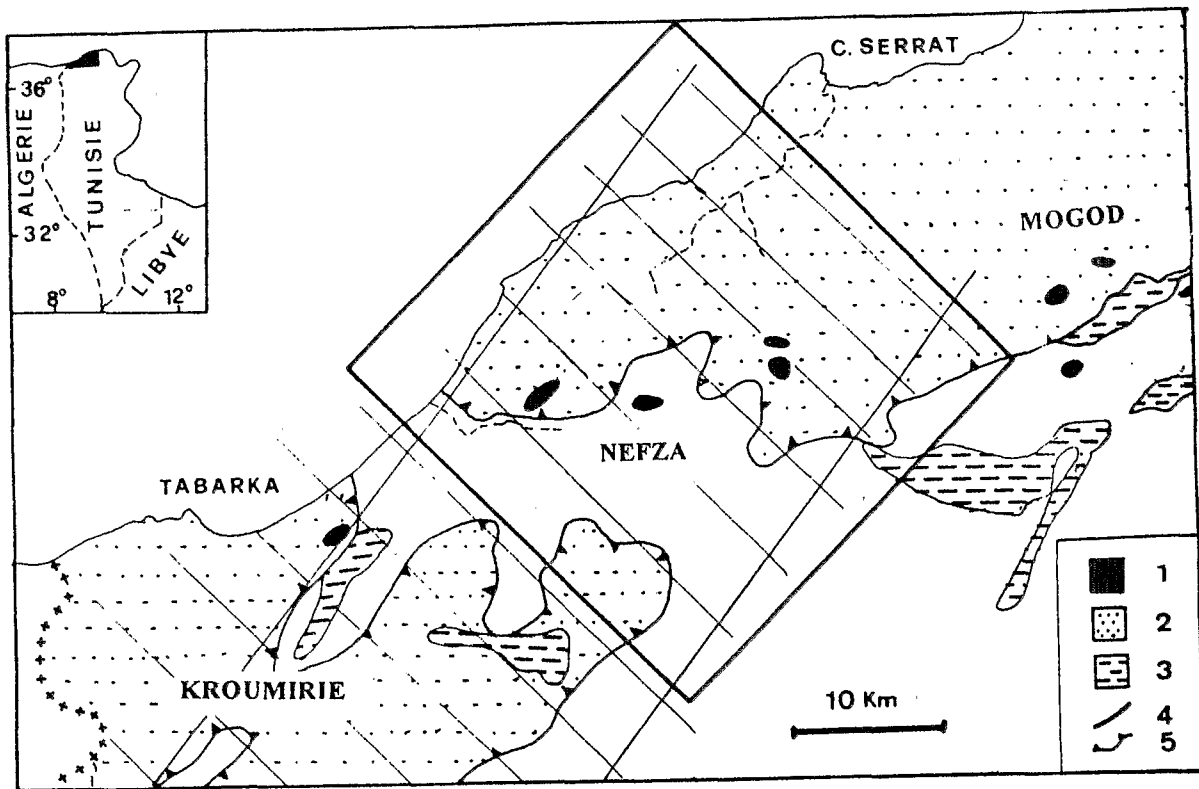 C. SERRAT
36°
ALGERIE
TUNISIE
32°
LIBYE
8°
12°
MOGOD
NEFZA
TABARKA
KROUMIRIE
10 Km
1
2
3
4
5